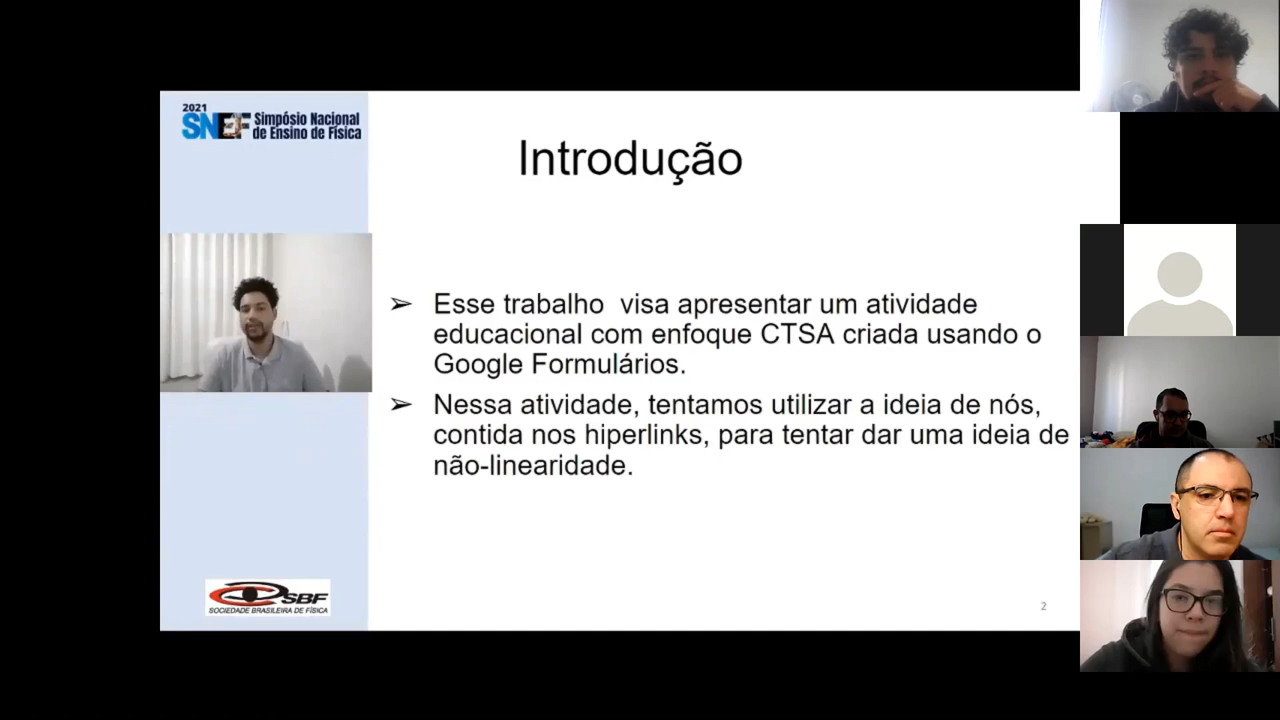 2021
SNEF Simpósio Nacional
de Ensino de Física
Introdução
➢ Esse trabalho visa apresentar um atividade
educacional com enfoque CTSA criada usando o
Google Formulários.
➢ Nessa atividade, tentamos utilizar a ideia de nós,
contida nos hiperlinks, para tentar dar uma ideia de
não-linearidade.
SBF
SOCIEDADE BRASILEIRA DE FÍSICA
2